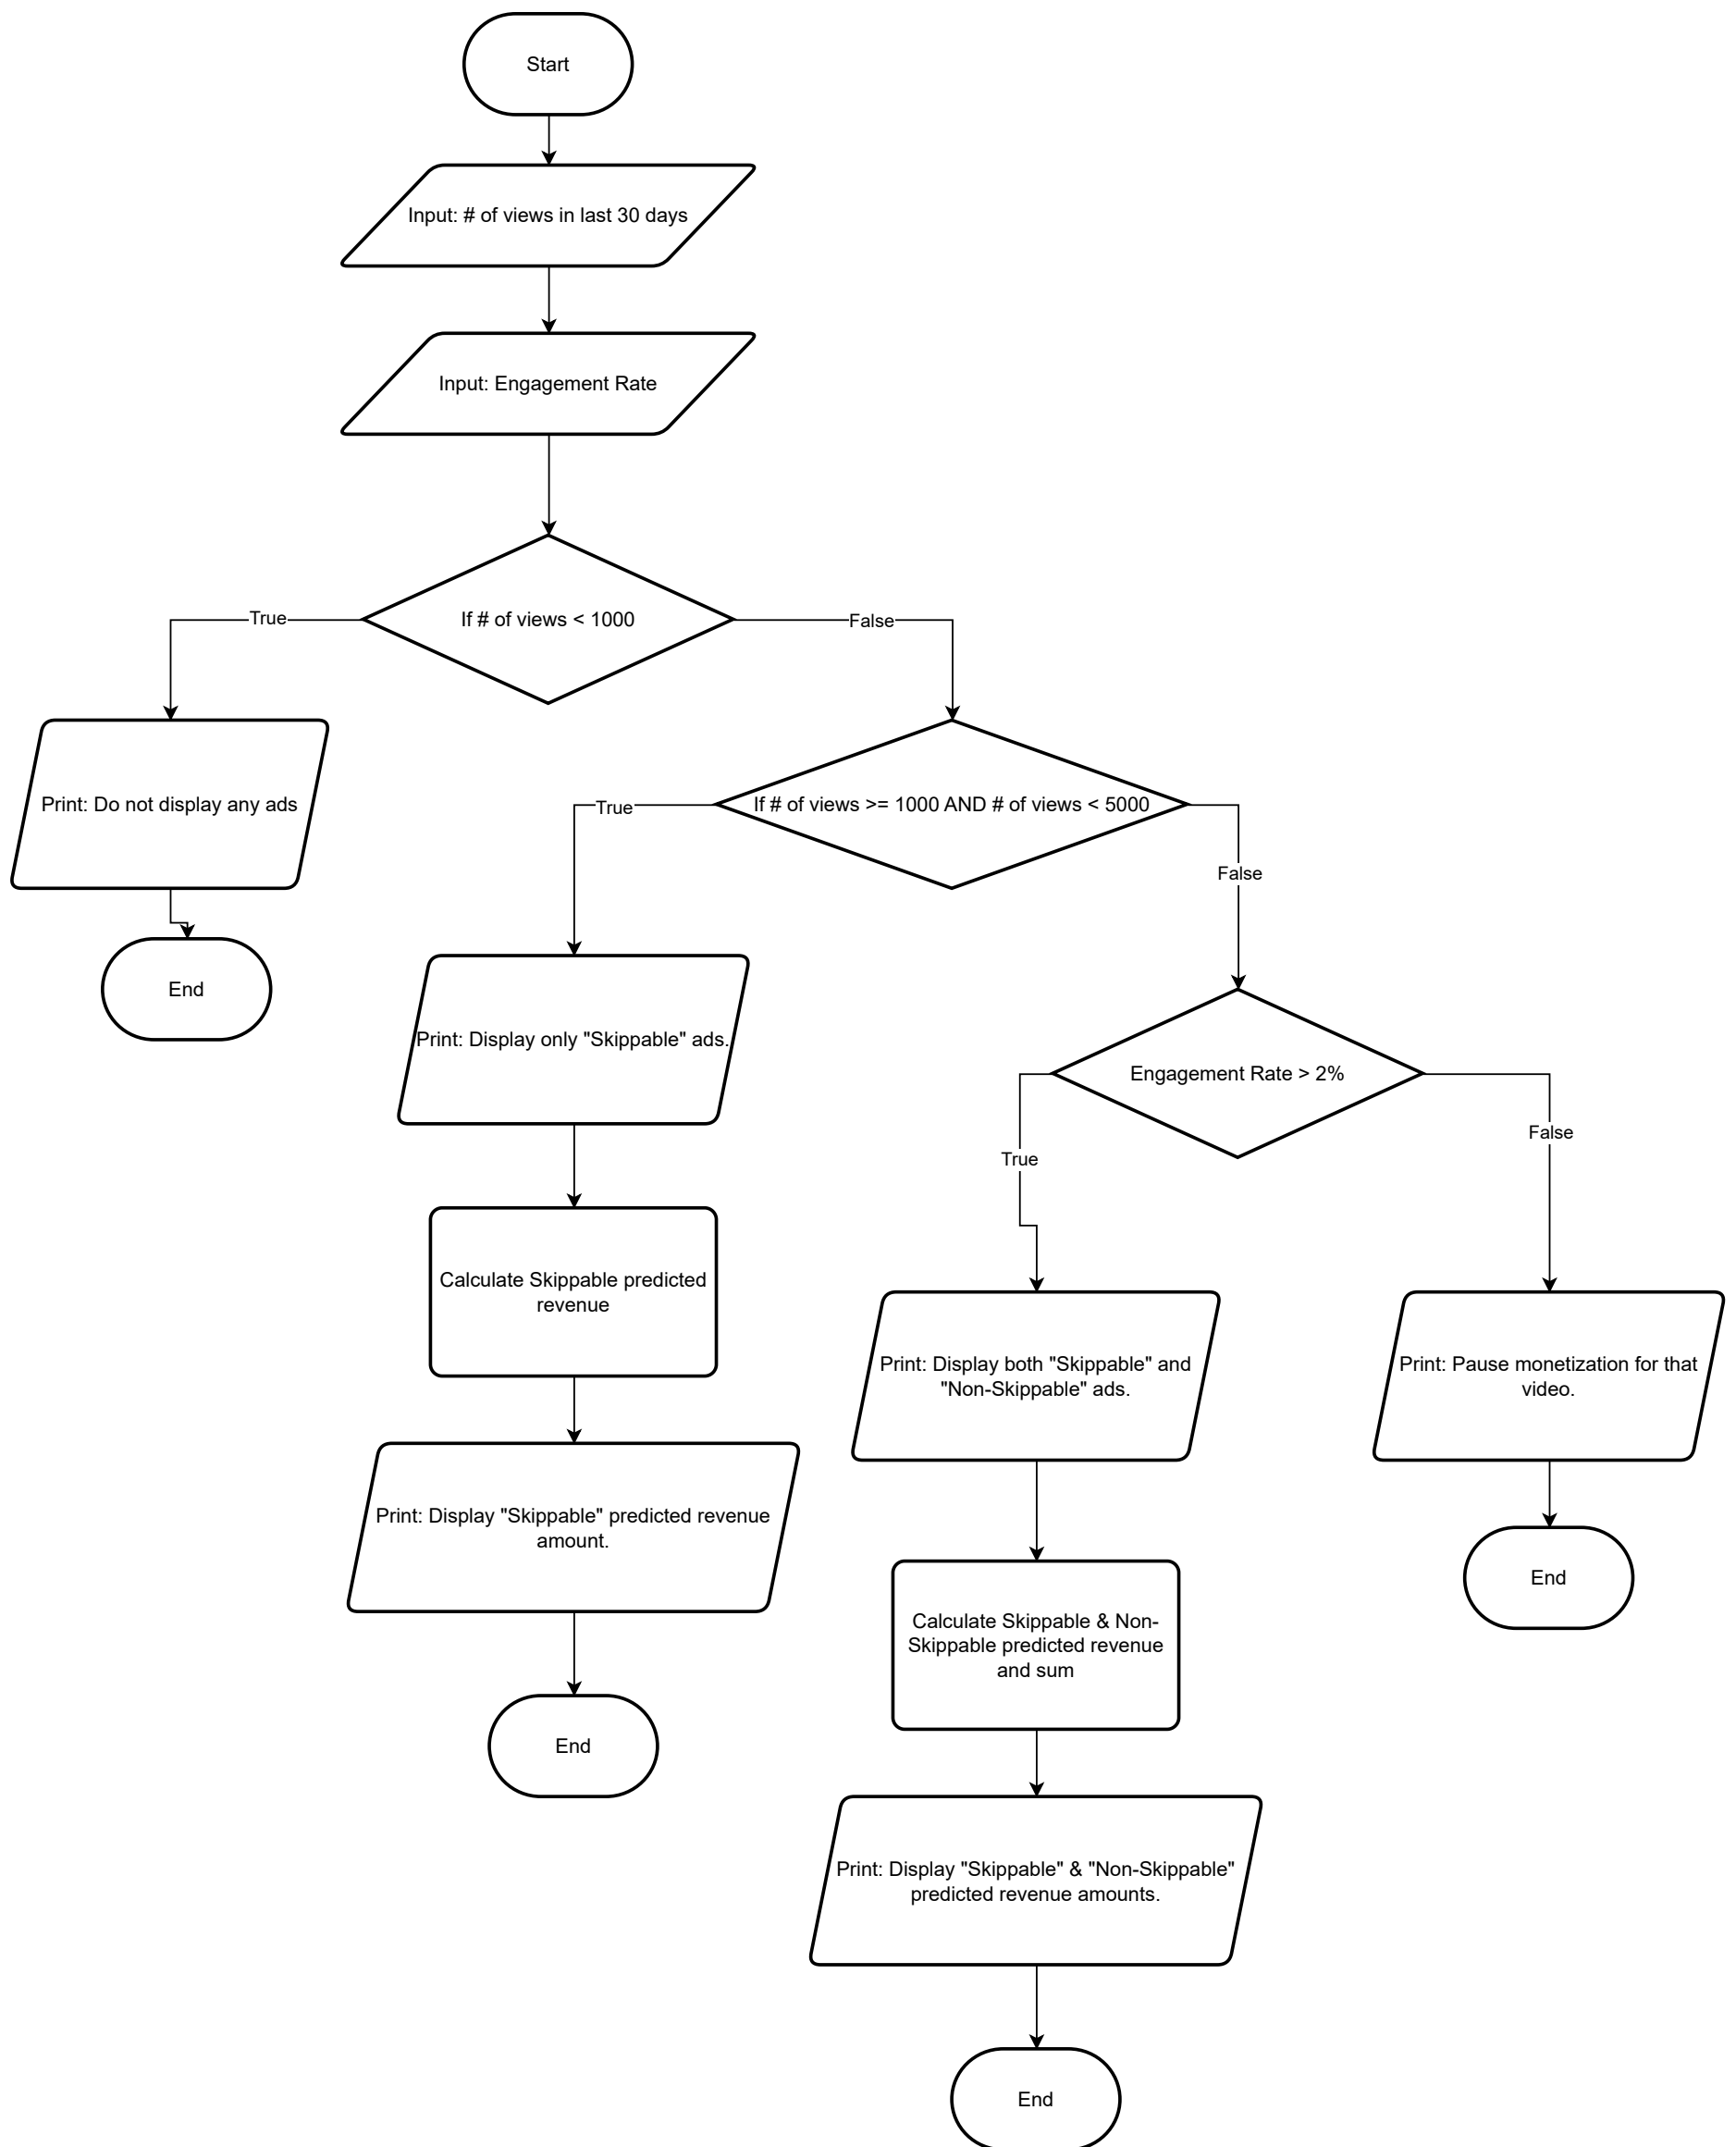 Start
Input: # of views in last 30 days
Input: Engagement Rate
If # of views < 1000
True
False
Print: Do not display any ads
If # of views >= 1000 AND # of views < 5000
True
False
End
Print: Display only "Skippable" ads.
Engagement Rate > 2%
True
False
Calculate Skippable predicted
revenue
Print: Display both "Skippable" and
"Non-Skippable" ads.
Print: Pause monetization for that
video.
Print: Display "Skippable" predicted revenue
amount.
End
Calculate Skippable & Non-
Skippable predicted revenue
and sum
End
Print: Display "Skippable" & "Non-Skippable"
predicted revenue amounts.
End